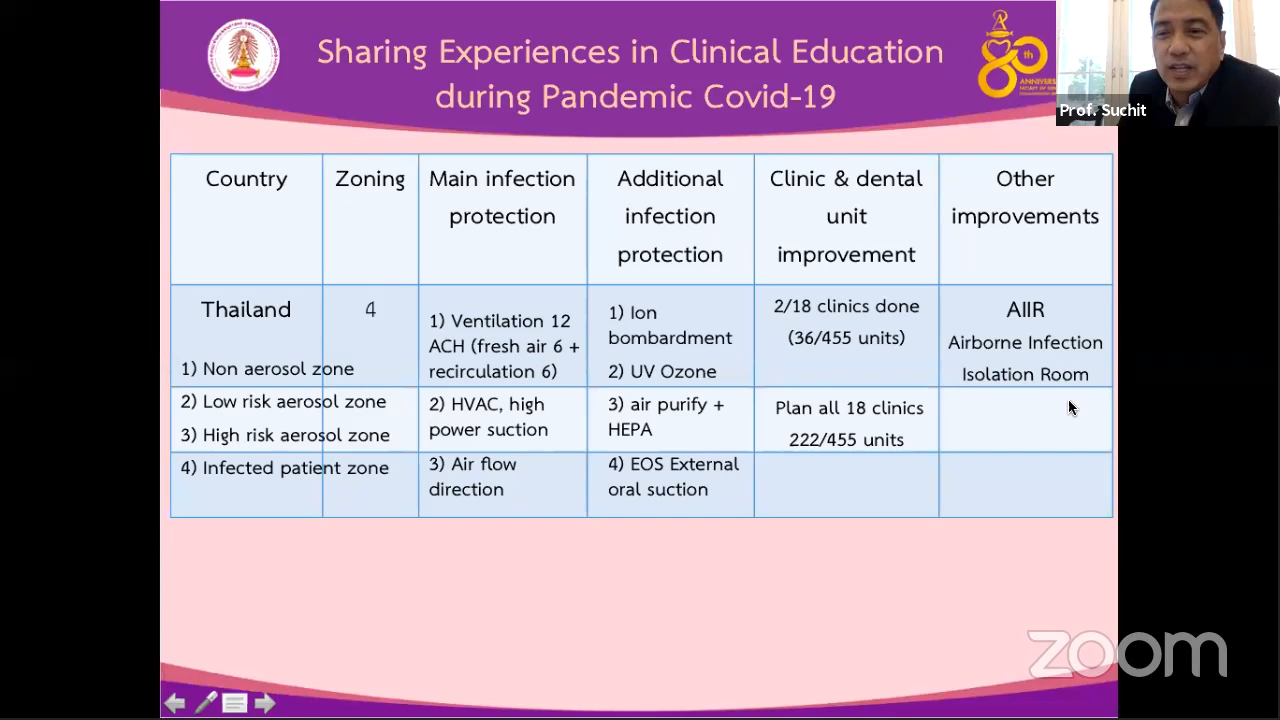 Sharing Experiences in Clinical Education
during Pandemic Covid-19
80th
Prof. Suchit
Country
Zoning
Main infection
protection
Additional
infection
protection
Clinic & dental
unit
improvement
Other
improvements
Thailand
4
1) Non aerosol zone
2) Low risk aerosol zone
3) High risk aerosol zone
4) Infected patient zone
1) Ventilation 12
ACH (fresh air 6 +
recirculation 6)
2) HVAC, high
power suction
3) Air flow
direction
1) Ion
bombardment
2) UV Ozone
3) air purify +
HEPA
4) EOS External
oral suction
2/18 clinics done
(36/455 units)
Plan all 18 clinics
222/455 units
AIIR
Airborne Infection
Isolation Room
zoom